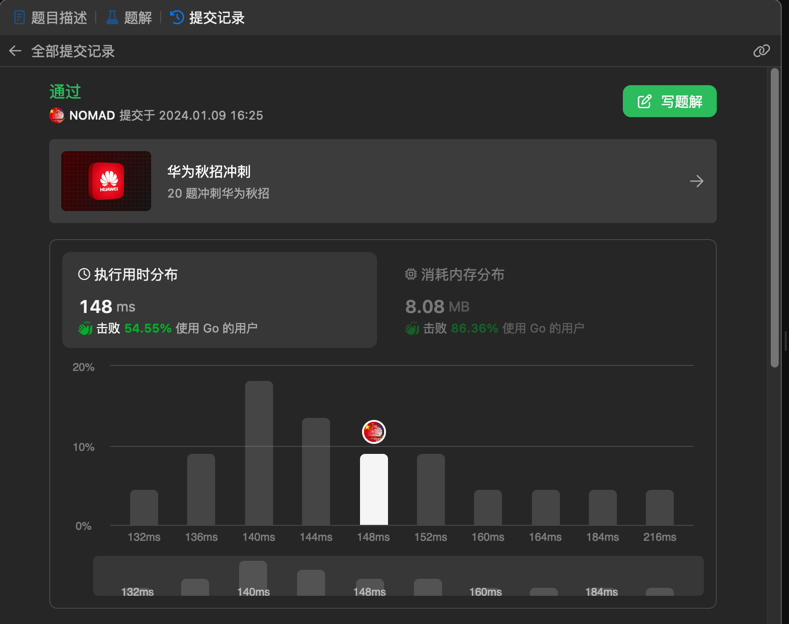 题目描述 题解 提交记录
全部提交记录
通过
NOMAD 提交于 2024.01.09 16:25
写题解
HUAWEI
华为秋招冲刺
20 题冲刺华为秋招
执行用时分布
148 ms
击败 54.55% 使用 Go 的用户
消耗内存分布
8.08 MB
击败 86.36% 使用 Go 的用户
20%
10%
0%
132ms 136ms 140ms 144ms 148ms 152ms 160ms 164ms 184ms 216ms
132ms 140ms 148ms 160ms 184ms